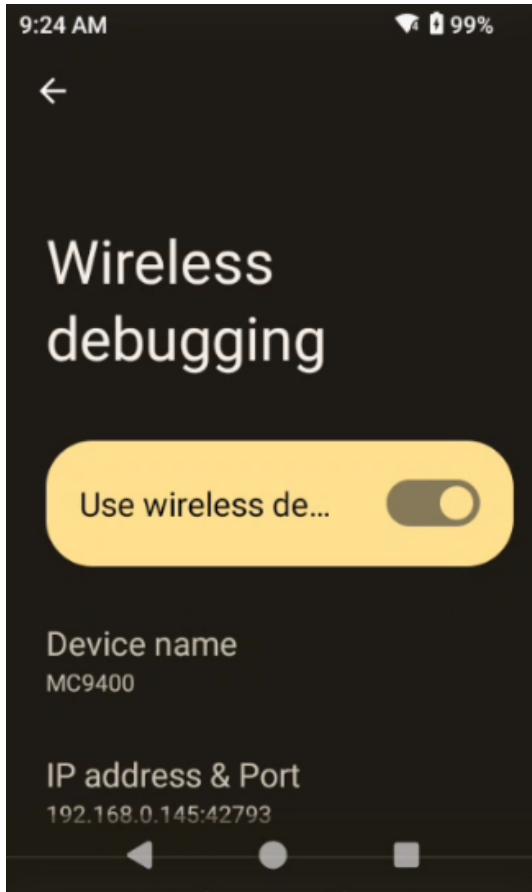 9:24 AM 99%
Wireless
debugging
Use wireless de...
Device name
MC9400
IP address & Port
192.168.0.145:42793